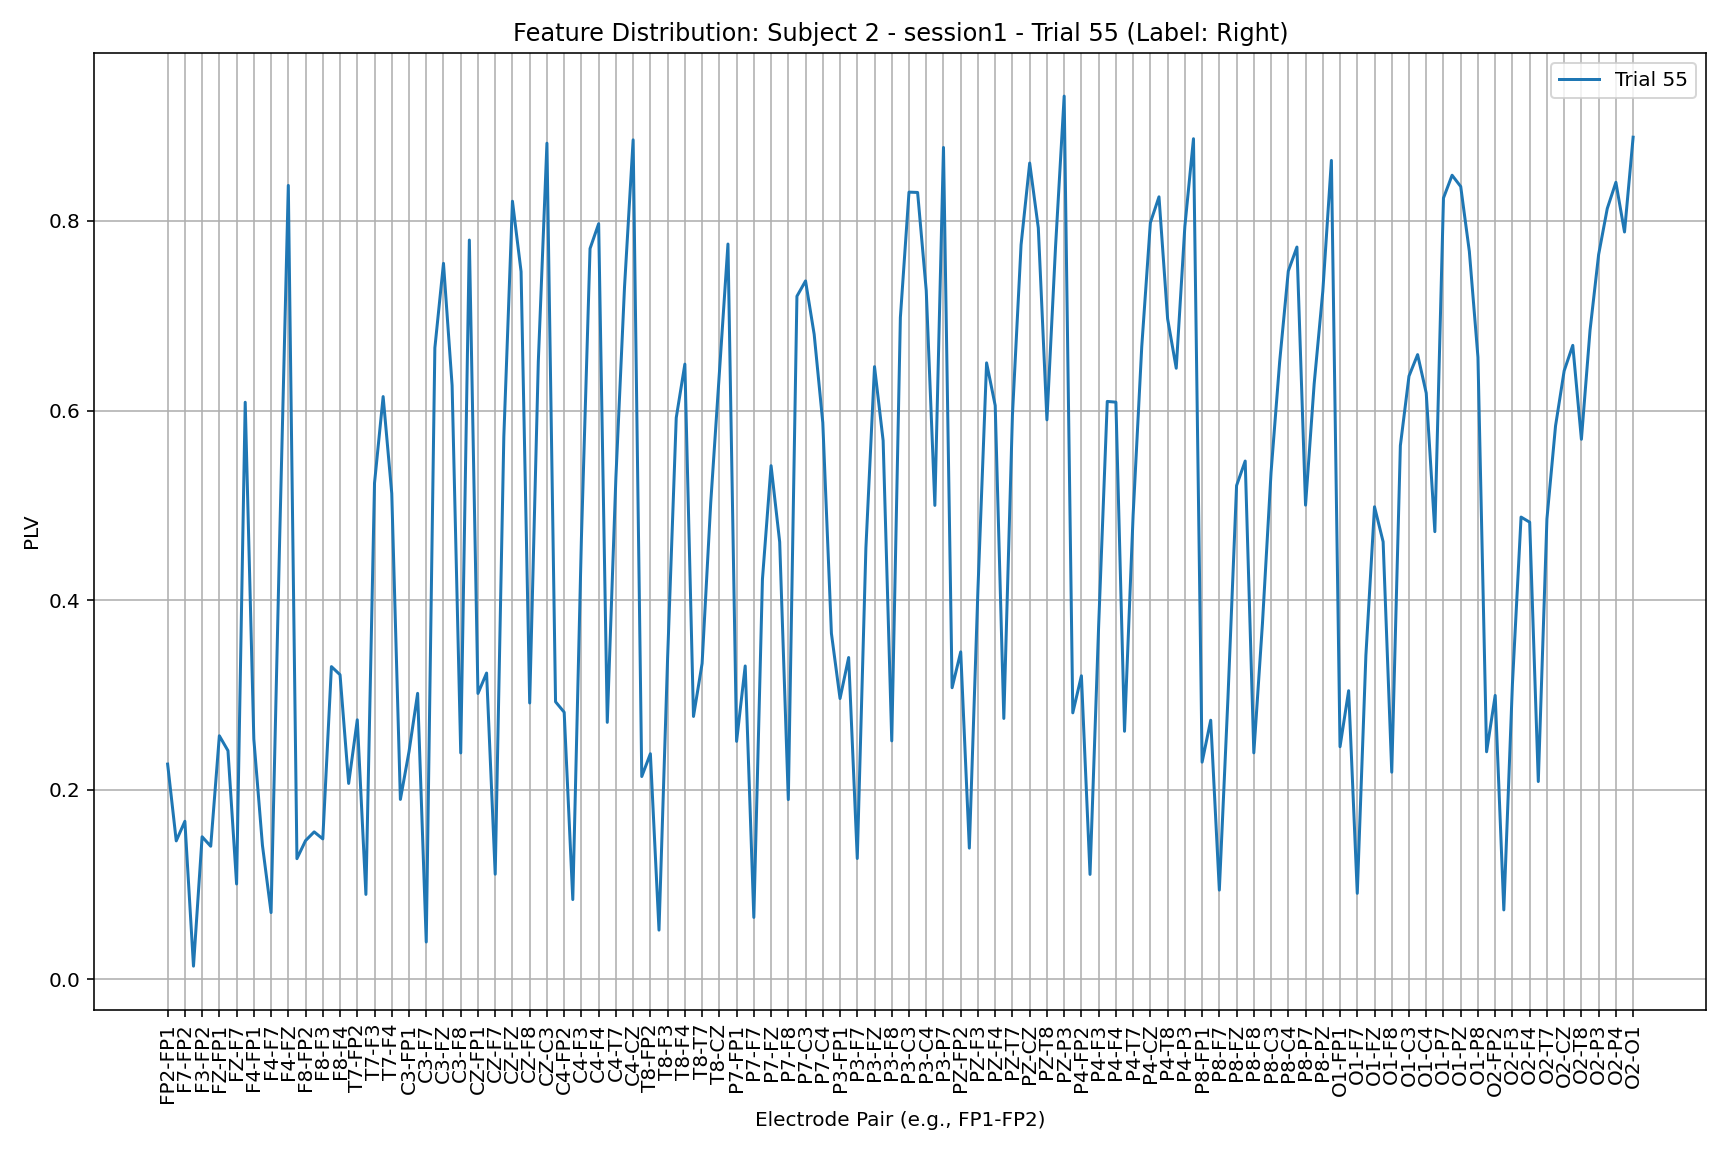 Feature Distribution: Subject 2 - session1 - Trial 55 (Label: Right)
Trial 55
PLV
0.8
0.6
0.4
0.2
0.0
FP2-FP1
F7-FP2
F3-FP2
FZ-FP1
FZ-F7
F4-FP1
F4-F7
F4-FZ
F8-FP2
F8-F3
F8-F4
T7-FP2
T7-F3
T7-F4
C3-FP1
C3-F7
C3-FZ
C3-F8
CZ-FP1
CZ-F7
CZ-FZ
CZ-F8
CZ-C3
C4-FP2
C4-F3
C4-F4
C4-T7
C4-CZ
T8-FP2
T8-F3
T8-F4
T8-T7
T8-CZ
P7-FP1
P7-F7
P7-FZ
P7-F8
P7-C3
P7-C4
P3-FP1
P3-F7
P3-FZ
P3-F8
P3-C3
P3-C4
P3-P7
PZ-FP2
PZ-F3
PZ-F4
PZ-T7
PZ-CZ
PZ-T8
PZ-P3
P4-FP2
P4-F3
P4-F4
P4-T7
P4-CZ
P4-T8
P4-P3
P8-FP1
P8-F7
P8-FZ
P8-F8
P8-C3
P8-C4
P8-P7
P8-PZ
O1-FP1
O1-F7
O1-FZ
O1-F8
O1-C3
O1-C4
O1-P7
O1-PZ
O1-P8
O2-FP2
O2-F3
O2-F4
O2-T7
O2-CZ
O2-T8
O2-P3
O2-P4
O2-O1
Electrode Pair (e.g., FP1-FP2)